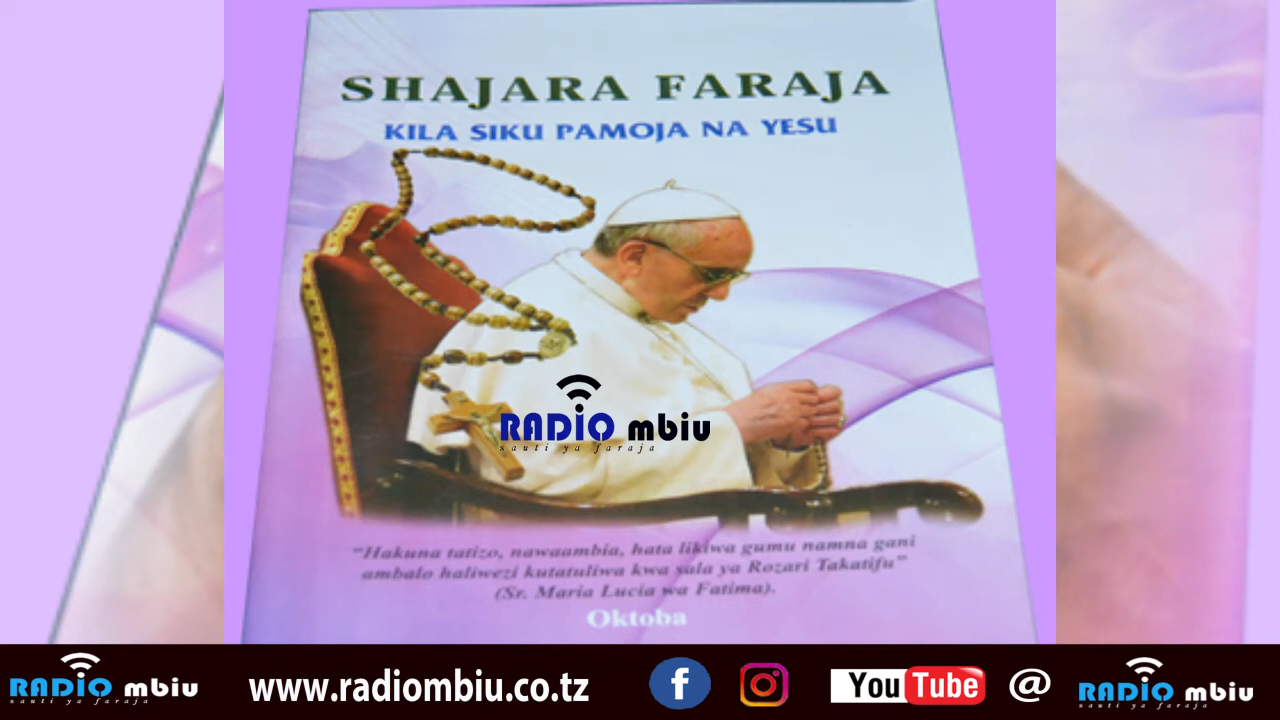 SHAJARA FARAJA
KILA SIKU PAMOJA NA YESU
RADIO mbiu
sauti ya faraja
"Hakuna tatizo, nawaambia, hata likiwa gumu namna gani
ambalo haliwezi kutatuliwa kwa sala ya Rozari Takatifu"
(Sr. Maria Lucia wa Fatima).
Oktoba
RADIO mbiu
sauti ya faraja
www.radiombiu.co.tz
f
YouTube
@
RADIO mbiu
sauti ya faraja